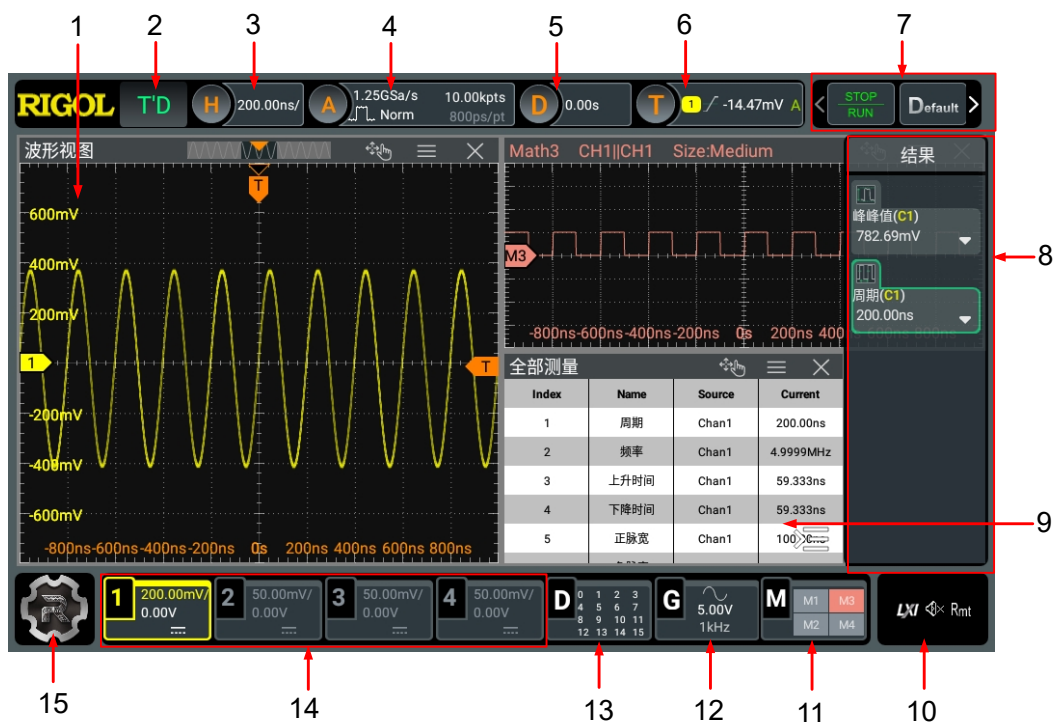 1 2 3 4 5 6 7
RIGOL T'D H 200.00ns/ A 1.25GSa/s 10.00kpts D 0.00s T 1 -14.47mV A STOP Default
Norm 800ps/pt RUN
波形视图
T
600mV
400mV
200mV
1 T
-200mV
-400mV
-600mV
-800ns -600ns -400ns -200ns 0s 200ns 400ns 600ns 800ns
Math3 CH1||CH1 Size:Medium
M3
-800ns -600ns -400ns -200ns 0s 200ns 400
结果
峰峰值(C1)
782.69mV
周期(C1)
200.00ns
8
全部测量
Index Name Source Current
1 周期 Chan1 200.00ns
2 频率 Chan1 4.9999MHz
3 上升时间 Chan1 59.333ns
4 下降时间 Chan1 59.333ns
5 正脉宽 Chan1
9
R
1 200.00mV/ 0.00V
2 50.00mV/ 0.00V
3 50.00mV/ 0.00V
4 50.00mV/ 0.00V
D 0 1 2 3
4 5 6 7
8 9 10 11
12 13 14 15
G 5.00V
1kHz
M M1 M3
M2 M4
LXI Rmt
15 14 13 12 11 10